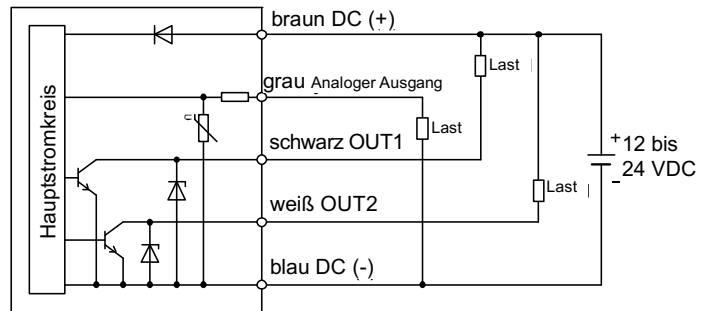 braun DC (+)
Last
grau Analoger Ausgang
Last
Hauptstromkreis
schwarz OUT1
+
12 bis
-
24 VDC
Last
weiß OUT2
blau DC (-)